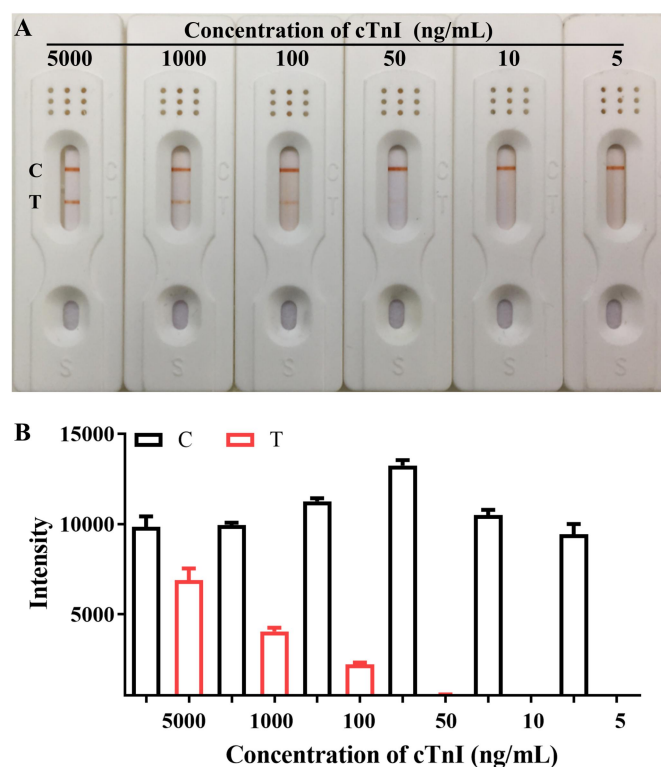 A
Concentration of cTnI (ng/mL)
5000 1000 100 50 10 5
C C C
T T T
S S S S S S
B
C T
15000
10000
5000
Intensity
5000 1000 100 50 10 5
Concentration of cTnI (ng/mL)